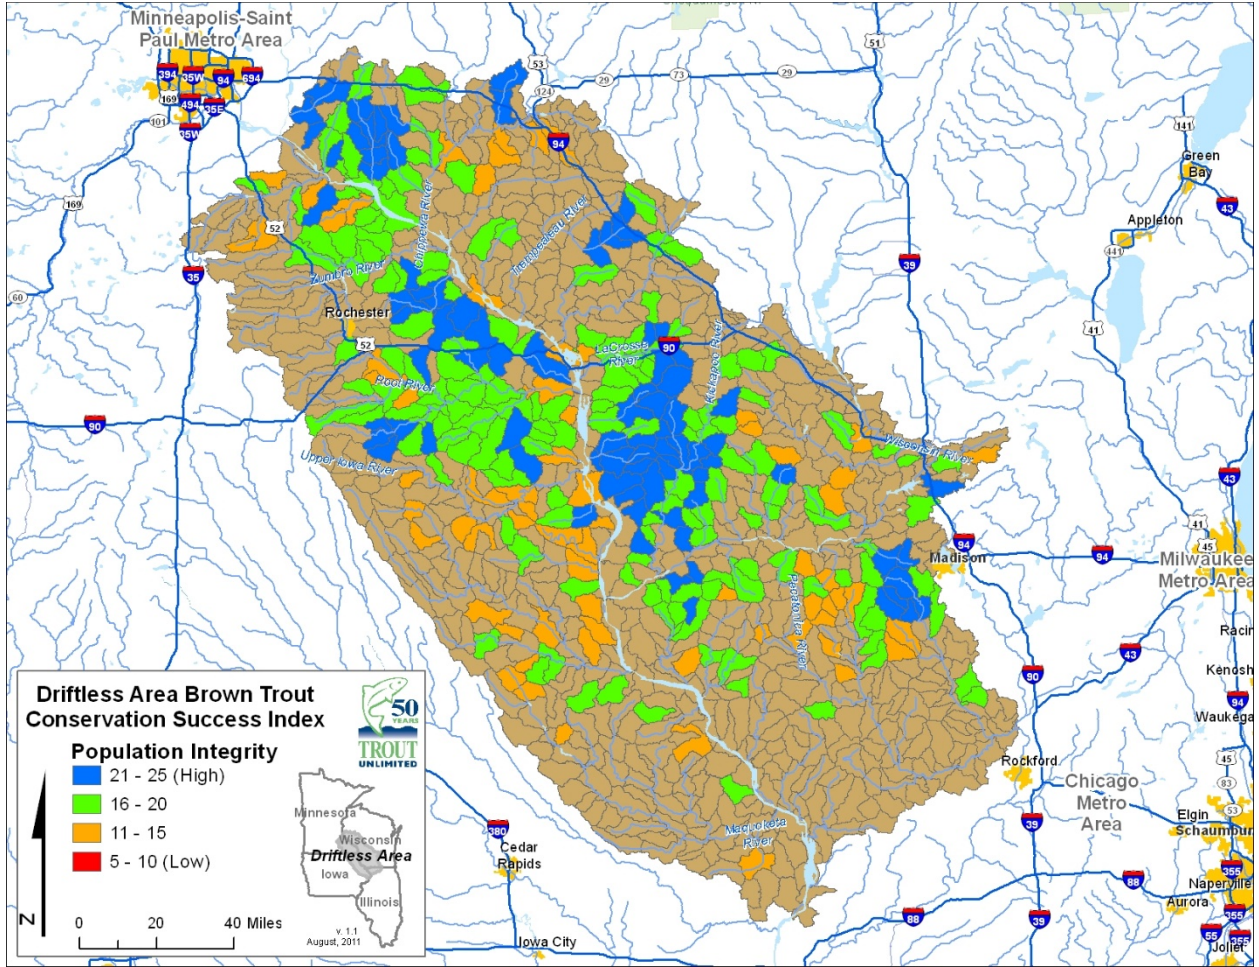 Minneapolis-Saint
Paul Metro Area
394
35W
94
694
169
494
35E
101
35W
53
124
29
73
29
51
94
141
Green
Bay
43
Appleton
441
41
169
52
35
60
39
Chippewa River
Trempealeau River
Zumbro River
Rochester
52
LaCrosse
River
90
Kickapoo River
Root River
90
Upper Iowa River
Wisconsin River
43
41
45
Milwaukee
Metro Area
94
Madison
94
Pecatonica River
Racin
43
90
Kenosh
94
Waukega
Driftless Area Brown Trout
Conservation Success Index
50
YEARS
TROUT
UNLIMITED
Population Integrity
21 - 25 (High)
16 - 20
11 - 15
5 - 10 (Low)
Minnesota
Wisconsin
Driftless Area
Iowa
Illinois
N
0 20 40 Miles
v. 1.1
August, 2011
Rockford
Chicago
Metro
Area
45
83
53
Elgin
Schaumbur
39
Maquoketa
River
380
Cedar
Rapids
355
88
Naperville
Aurora
88
39
355
55
355
Joliet
Iowa City